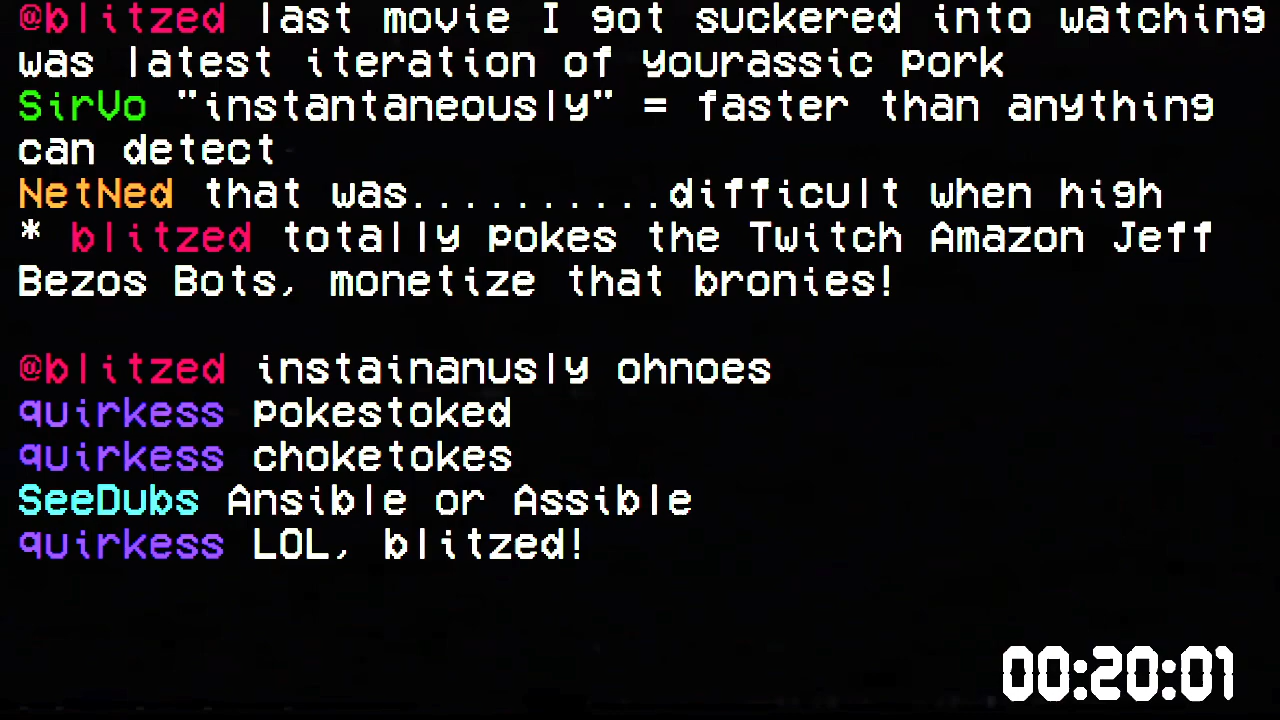 @blitzed last movie I got suckered into watching
was latest iteration of yourassic pork
SirVo "instantaneously" = faster than anything
can detect
NetNed that was..........difficult when high
* blitzed totally pokes the Twitch Amazon Jeff
Bezos Bots, monetize that bronies!
@blitzed instainanusly ohnoes
quirkess pokestoked
quirkess choketokes
SeeDubs Ansible or Assible
quirkess LOL, blitzed!
00:20:01